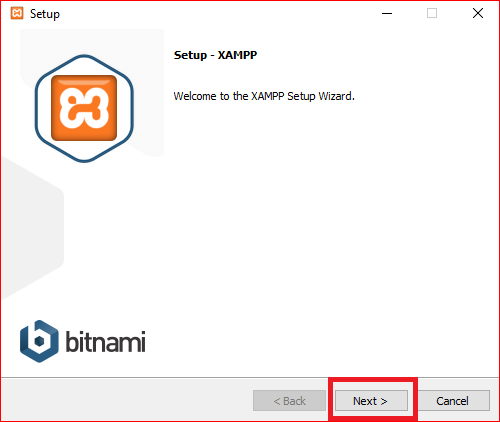 Setup
Setup - XAMPP
Welcome to the XAMPP Setup Wizard.
bitnami
< Back
Next >
Cancel